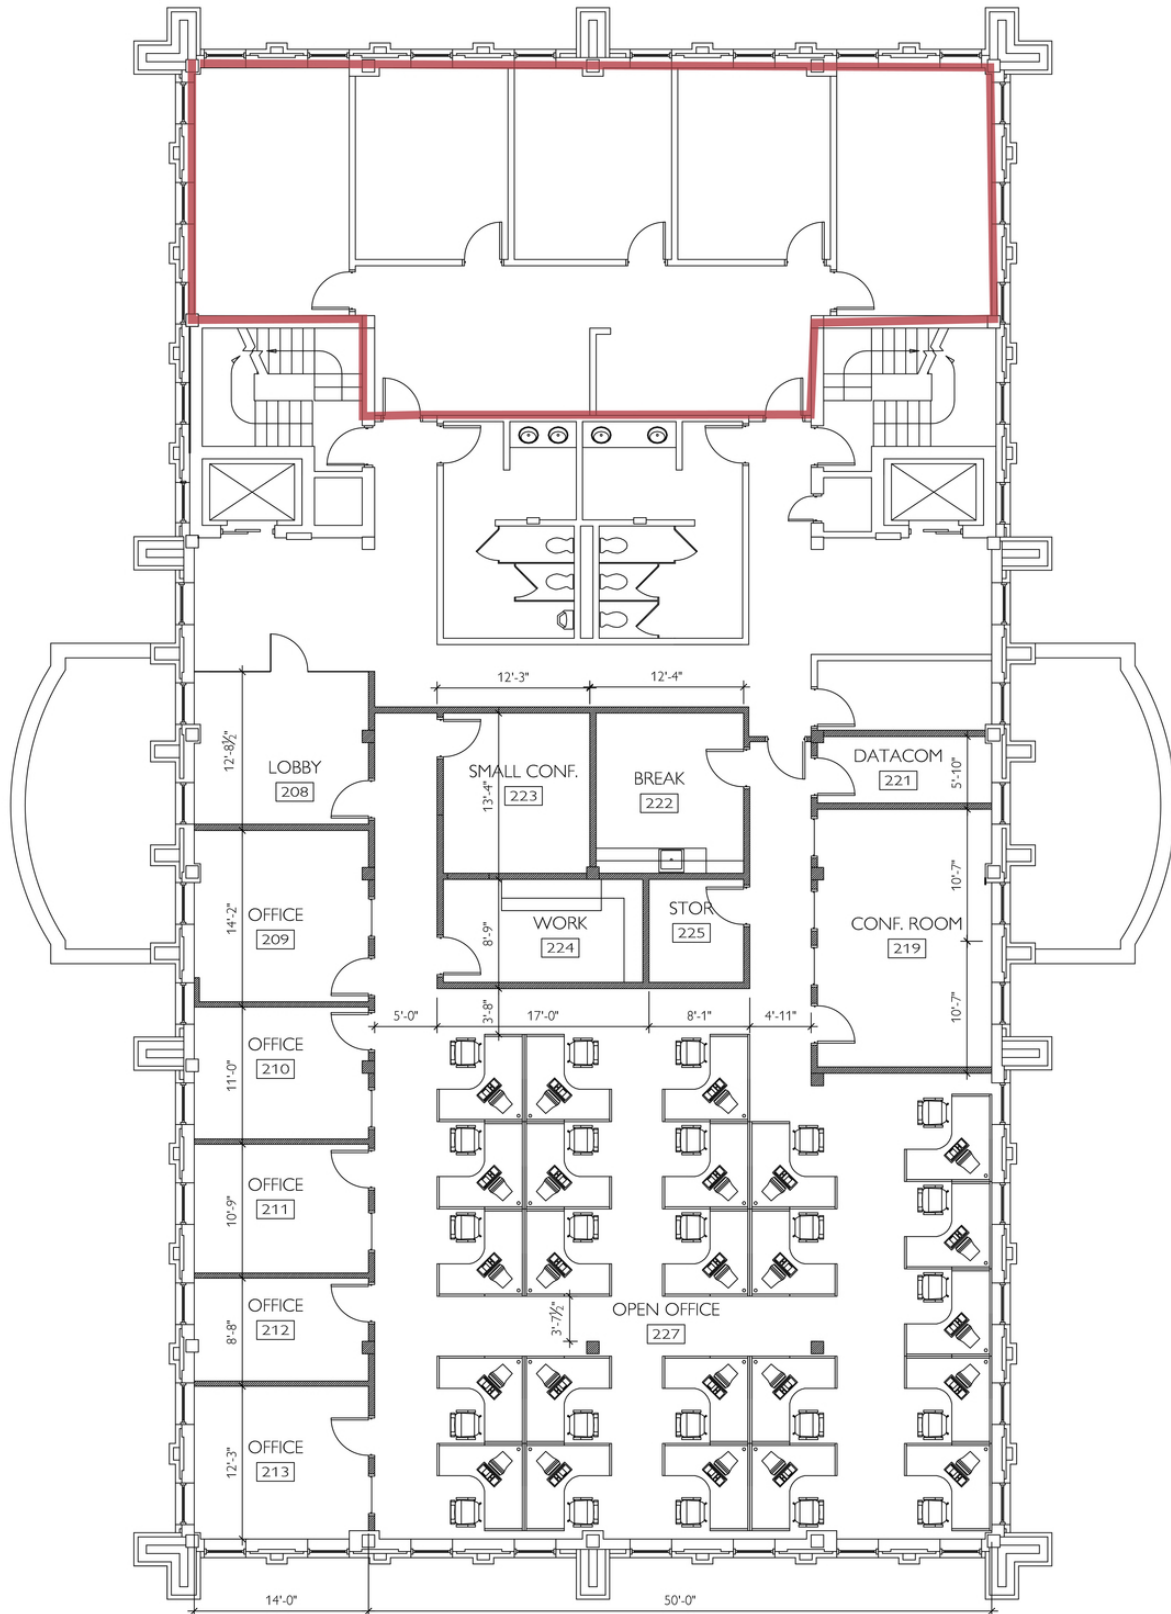 12'-3"
12'-4"
12'-8½"
LOBBY
208
SMALL CONF.
223
13'-4"
BREAK
222
DATACOM
221
5'-10"
OFFICE
209
14'-2"
WORK
224
8'-9"
STOR
225
CONF. ROOM
219
10'-7"
10'-7"
5'-0"
3'-8"
17'-0"
8'-1"
4'-11"
OFFICE
210
11'-0"
OFFICE
211
10'-9"
OFFICE
212
8'-8"
OPEN OFFICE
227
3'-7½"
OFFICE
213
12'-3"
14'-0"
50'-0"